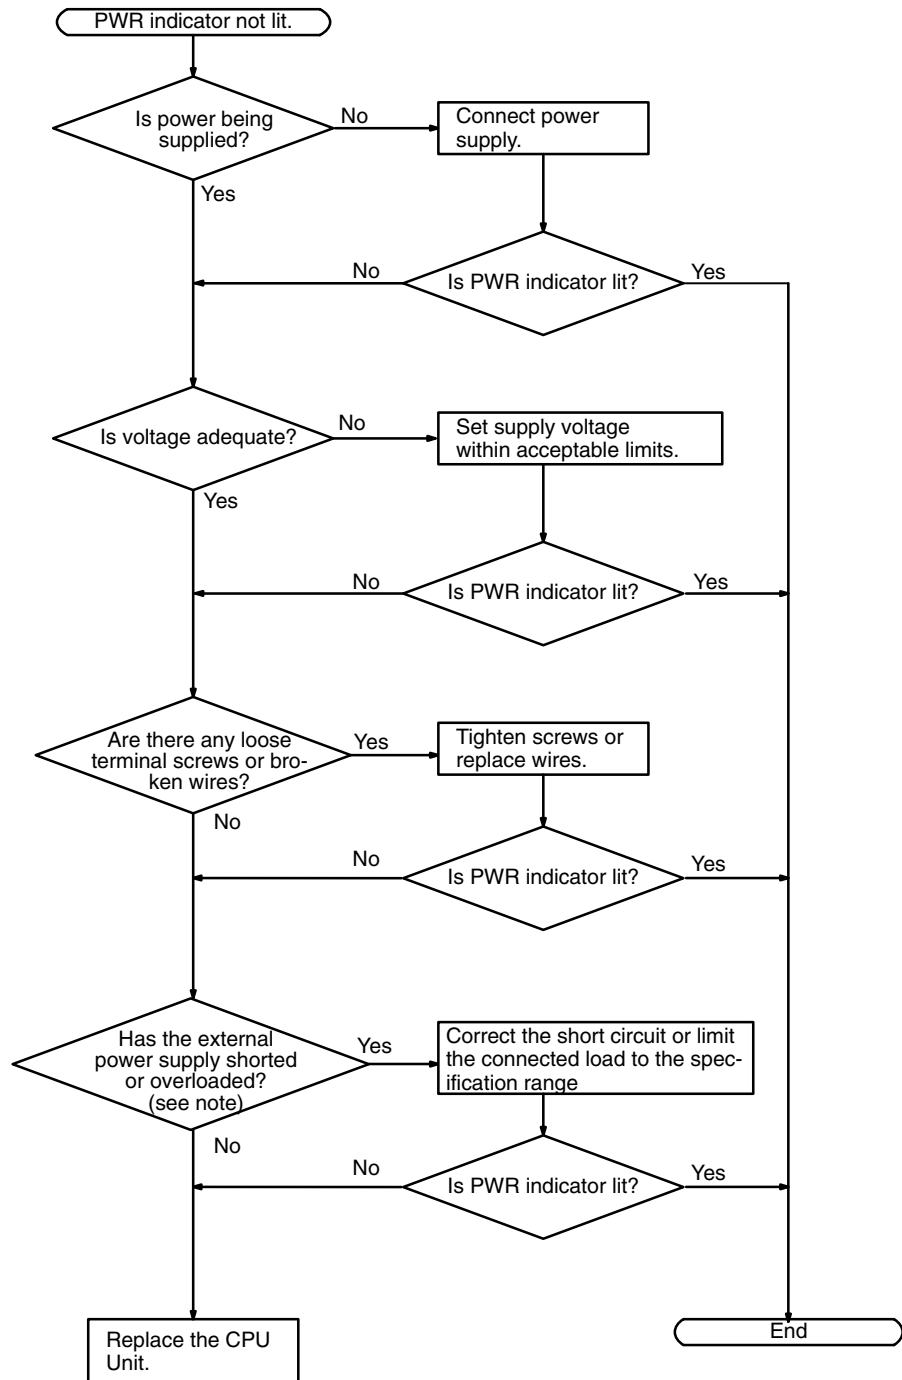 PWR indicator not lit.
Is power being
supplied?
No
Connect power
supply.
Yes
Is PWR indicator lit?
No
Yes
Is voltage adequate?
No
Set supply voltage
within acceptable limits.
Yes
Is PWR indicator lit?
No
Yes
Are there any loose
terminal screws or bro-
ken wires?
Yes
Tighten screws or
replace wires.
No
Is PWR indicator lit?
No
Yes
Has the external
power supply shorted
or overloaded?
(see note)
Yes
Correct the short circuit or limit
the connected load to the spec-
ification range
No
Is PWR indicator lit?
No
Yes
Replace the CPU
Unit.
End